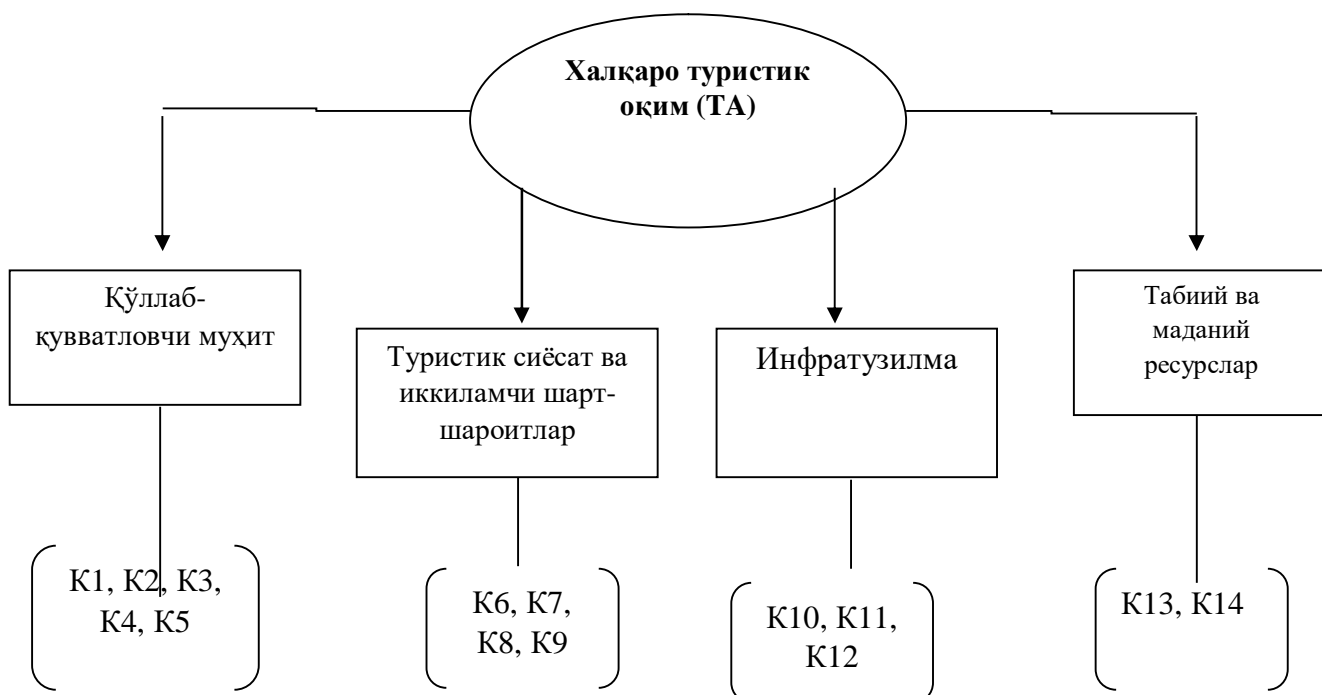 Халқаро туристик
оқим (ТА)
Қўллаб-
қувватловчи муҳит
Туристик сиёсат ва
иккиламчи шарт-
шароитлар
Инфратузилма
Табиий ва
маданий
ресурслар
К1, К2, К3,
К4, К5
К6, К7,
К8, К9
К10, К11,
К12
К13, К14